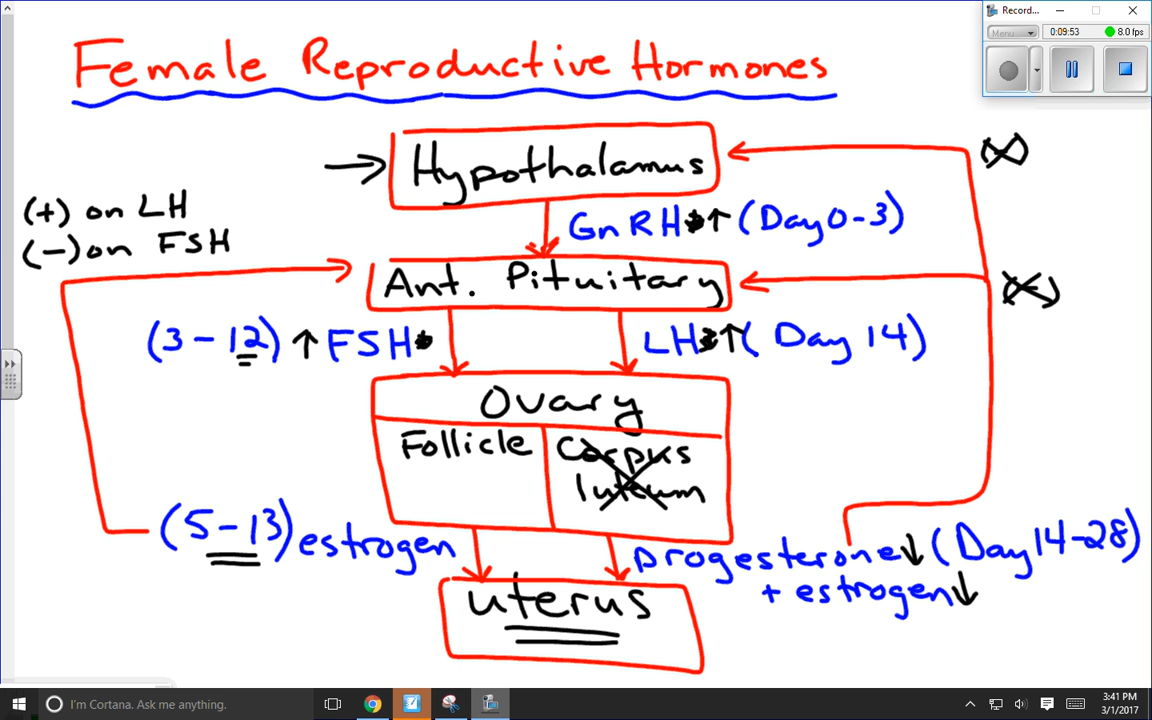 Female Reproductive Hormones
Record...
Menu
00:09:53
8.0 fps
Hypothalamus
(+) on LH
(−) on FSH
GnRH ↑ (Day 0-3)
Ant. Pituitary
(3 - 12) ↑ FSH
LH ↑ (Day 14)
Ovary
Follicle
Corpus
luteum
(5 - 13) estrogen
progesterone ↓ (Day 14-28)
+ estrogen ↓
uterus
I'm Cortana. Ask me anything.
3:41 PM
3/1/2017